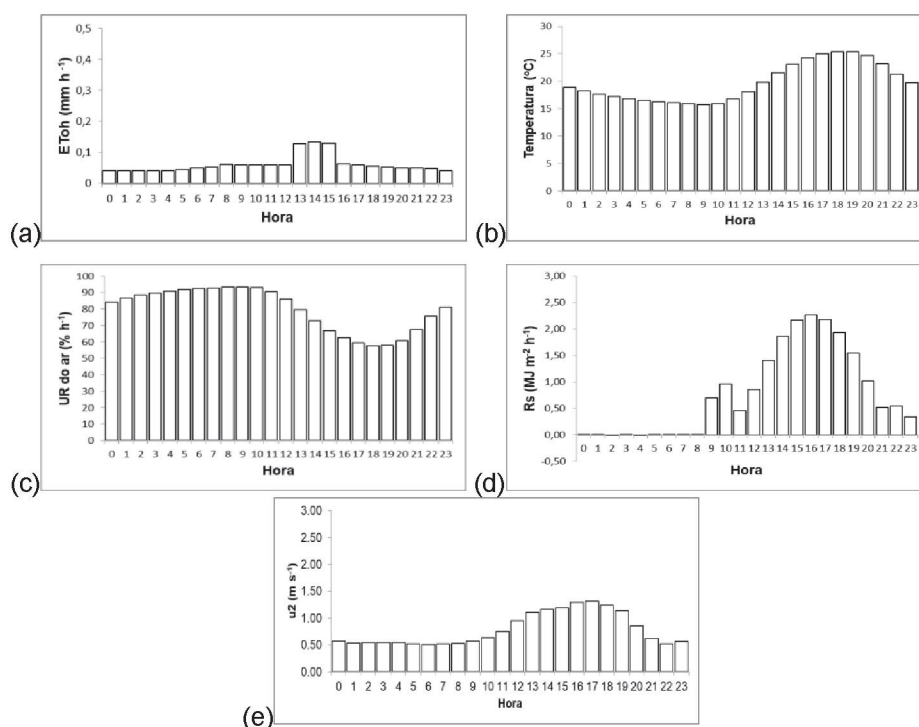 (a)
EToh (mm h⁻¹)
0,5
0,4
0,3
0,2
0,1
0
0 1 2 3 4 5 6 7 8 9 10 11 12 13 14 15 16 17 18 19 20 21 22 23
Hora
(b)
Temperatura (°C)
30
25
20
15
10
5
0
0 1 2 3 4 5 6 7 8 9 10 11 12 13 14 15 16 17 18 19 20 21 22 23
Hora
(c)
UR do ar (% h⁻¹)
100
90
80
70
60
50
40
30
20
10
0
0 1 2 3 4 5 6 7 8 9 10 11 12 13 14 15 16 17 18 19 20 21 22 23
Hora
(d)
Rs (MJ m⁻² h⁻¹)
3,00
2,50
2,00
1,50
1,00
0,50
0,00
-0,50
0 1 2 3 4 5 6 7 8 9 10 11 12 13 14 15 16 17 18 19 20 21 22 23
Hora
(e)
u2 (m s⁻¹)
3.00
2.50
2.00
1.50
1.00
0.50
0.00
0 1 2 3 4 5 6 7 8 9 10 11 12 13 14 15 16 17 18 19 20 21 22 23
Hora